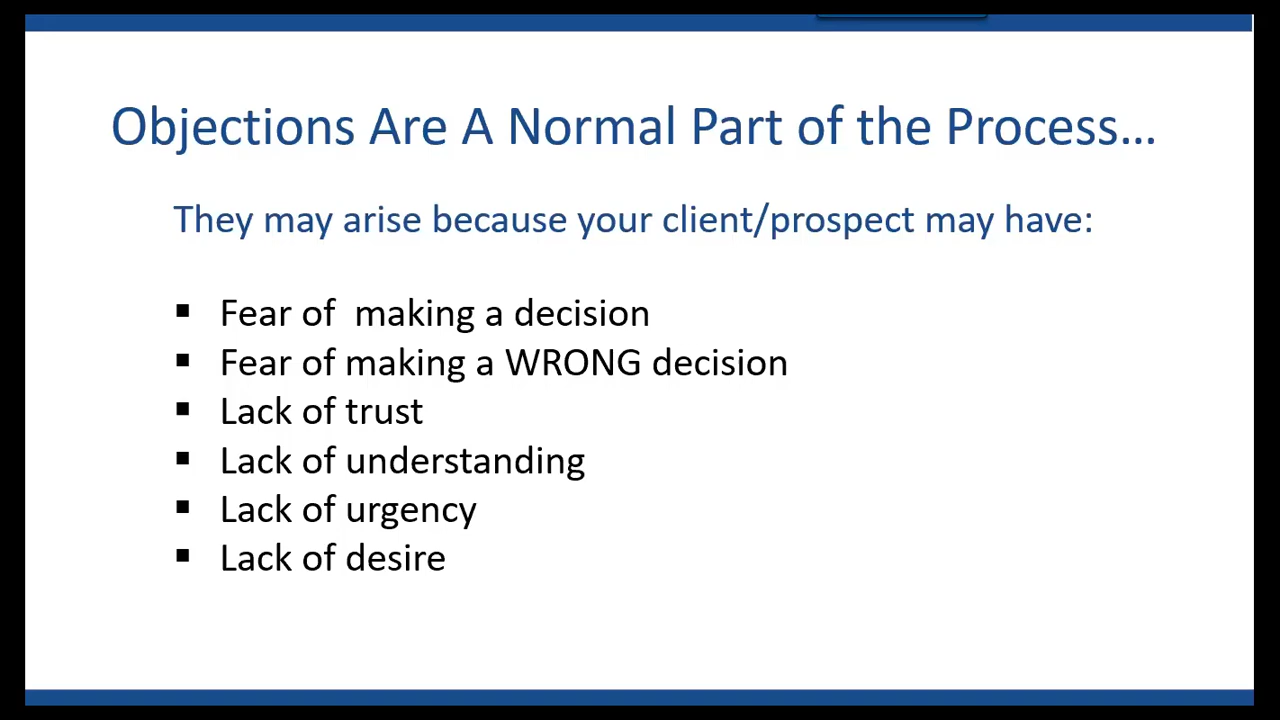 Objections Are A Normal Part of the Process…
They may arise because your client/prospect may have:
▪ Fear of  making a decision
▪ Fear of making a WRONG decision
▪ Lack of trust
▪ Lack of understanding
▪ Lack of urgency
▪ Lack of desire